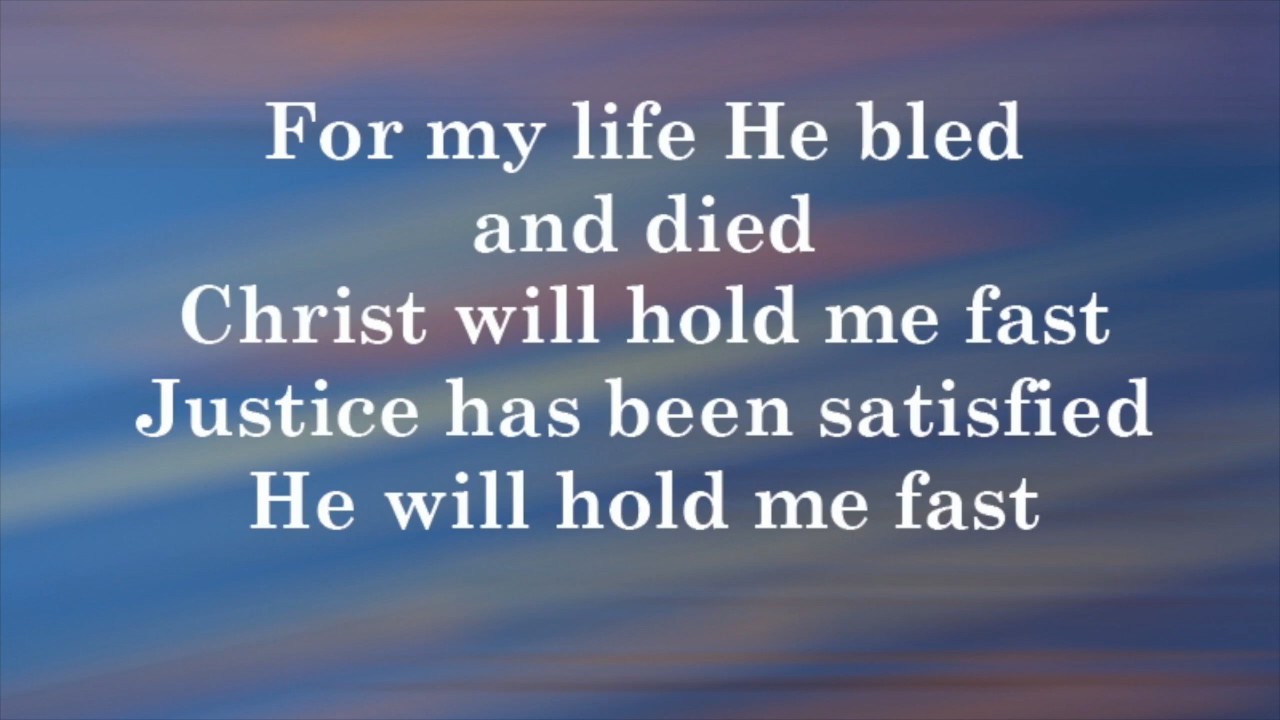 For my life He bled
and died
Christ will hold me fast
Justice has been satisfied
He will hold me fast